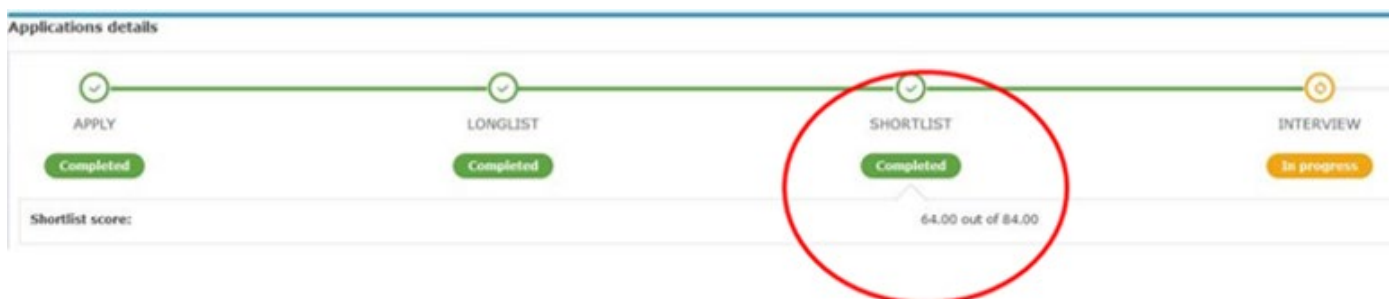 Applications details
APPLY LONGLIST SHORTLIST INTERVIEW
Completed Completed Completed In progress
Shortlist score: 64.00 out of 84.00